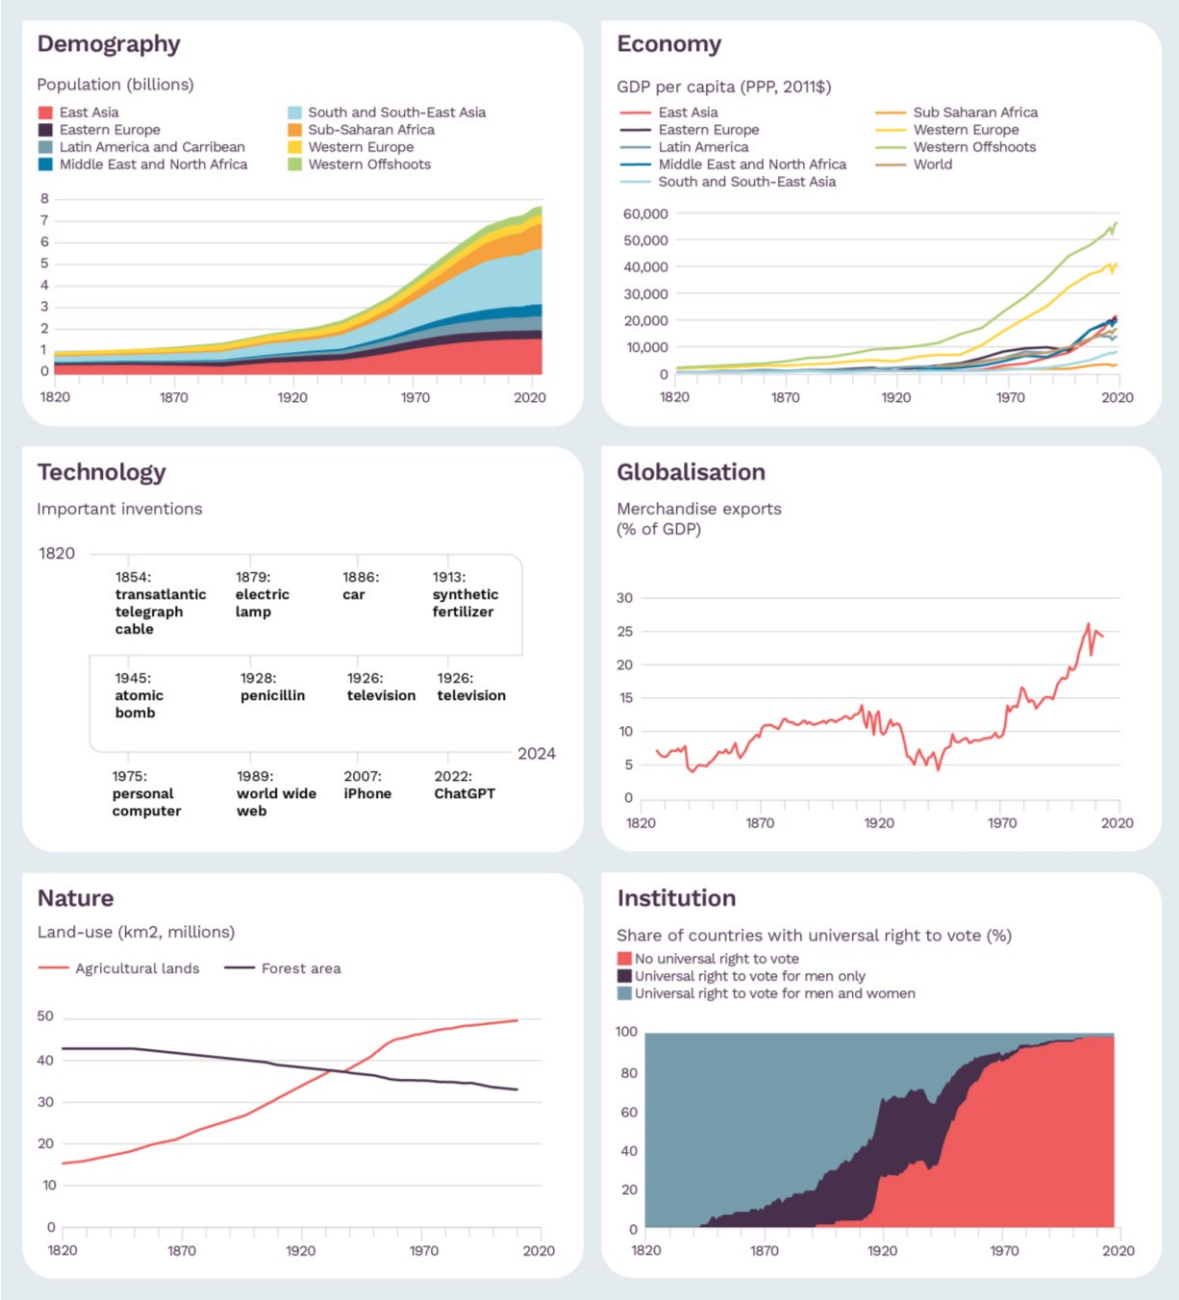 Demography
Population (billions)
East Asia
Eastern Europe
Latin America and Carribean
Middle East and North Africa
South and South-East Asia
Sub-Saharan Africa
Western Europe
Western Offshoots
8
7
6
5
4
3
2
1
0
1820 1870 1920 1970 2020
Economy
GDP per capita (PPP, 2011$)
East Asia
Eastern Europe
Latin America
Middle East and North Africa
South and South-East Asia
Sub Saharan Africa
Western Europe
Western Offshoots
World
60,000
50,000
40,000
30,000
20,000
10,000
0
1820 1870 1920 1970 2020
Technology
Important inventions
1820
1854:
transatlantic
telegraph
cable
1879:
electric
lamp
1886:
car
1913:
synthetic
fertilizer
1945:
atomic
bomb
1928:
penicillin
1926:
television
1926:
television
2024
1975:
personal
computer
1989:
world wide
web
2007:
iPhone
2022:
ChatGPT
Globalisation
Merchandise exports
(% of GDP)
30
25
20
15
10
5
0
1820 1870 1920 1970 2020
Nature
Land-use (km2, millions)
Agricultural lands
Forest area
50
40
30
20
10
0
1820 1870 1920 1970 2020
Institution
Share of countries with universal right to vote (%)
No universal right to vote
Universal right to vote for men only
Universal right to vote for men and women
100
80
60
40
20
0
1820 1870 1920 1970 2020